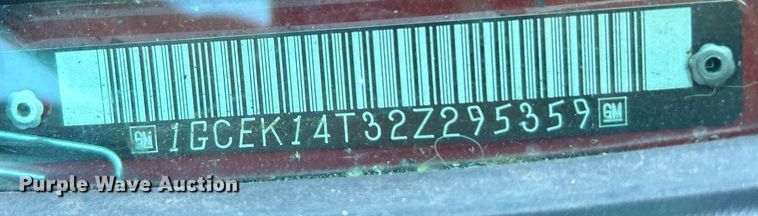 GM 1GCEK14T32Z295359 GM
Purple Wave Auction